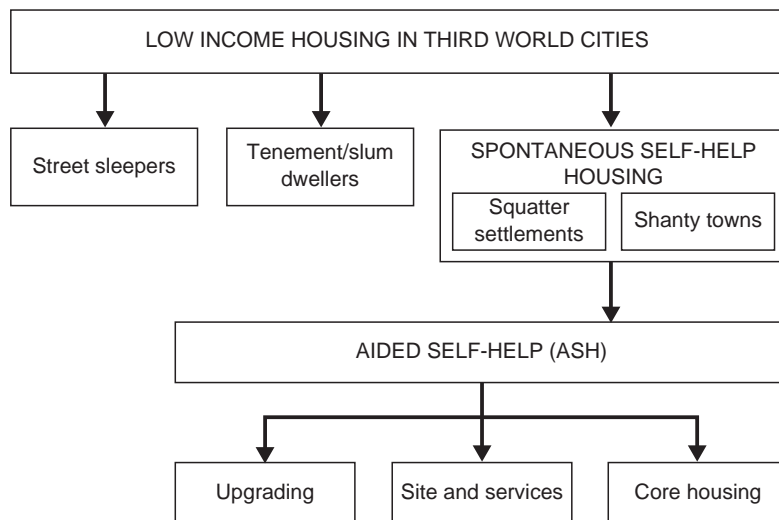 LOW INCOME HOUSING IN THIRD WORLD CITIES
Street sleepers
Tenement/slum
dwellers
SPONTANEOUS SELF-HELP
HOUSING
Squatter
settlements
Shanty towns
AIDED SELF-HELP (ASH)
Upgrading
Site and services
Core housing